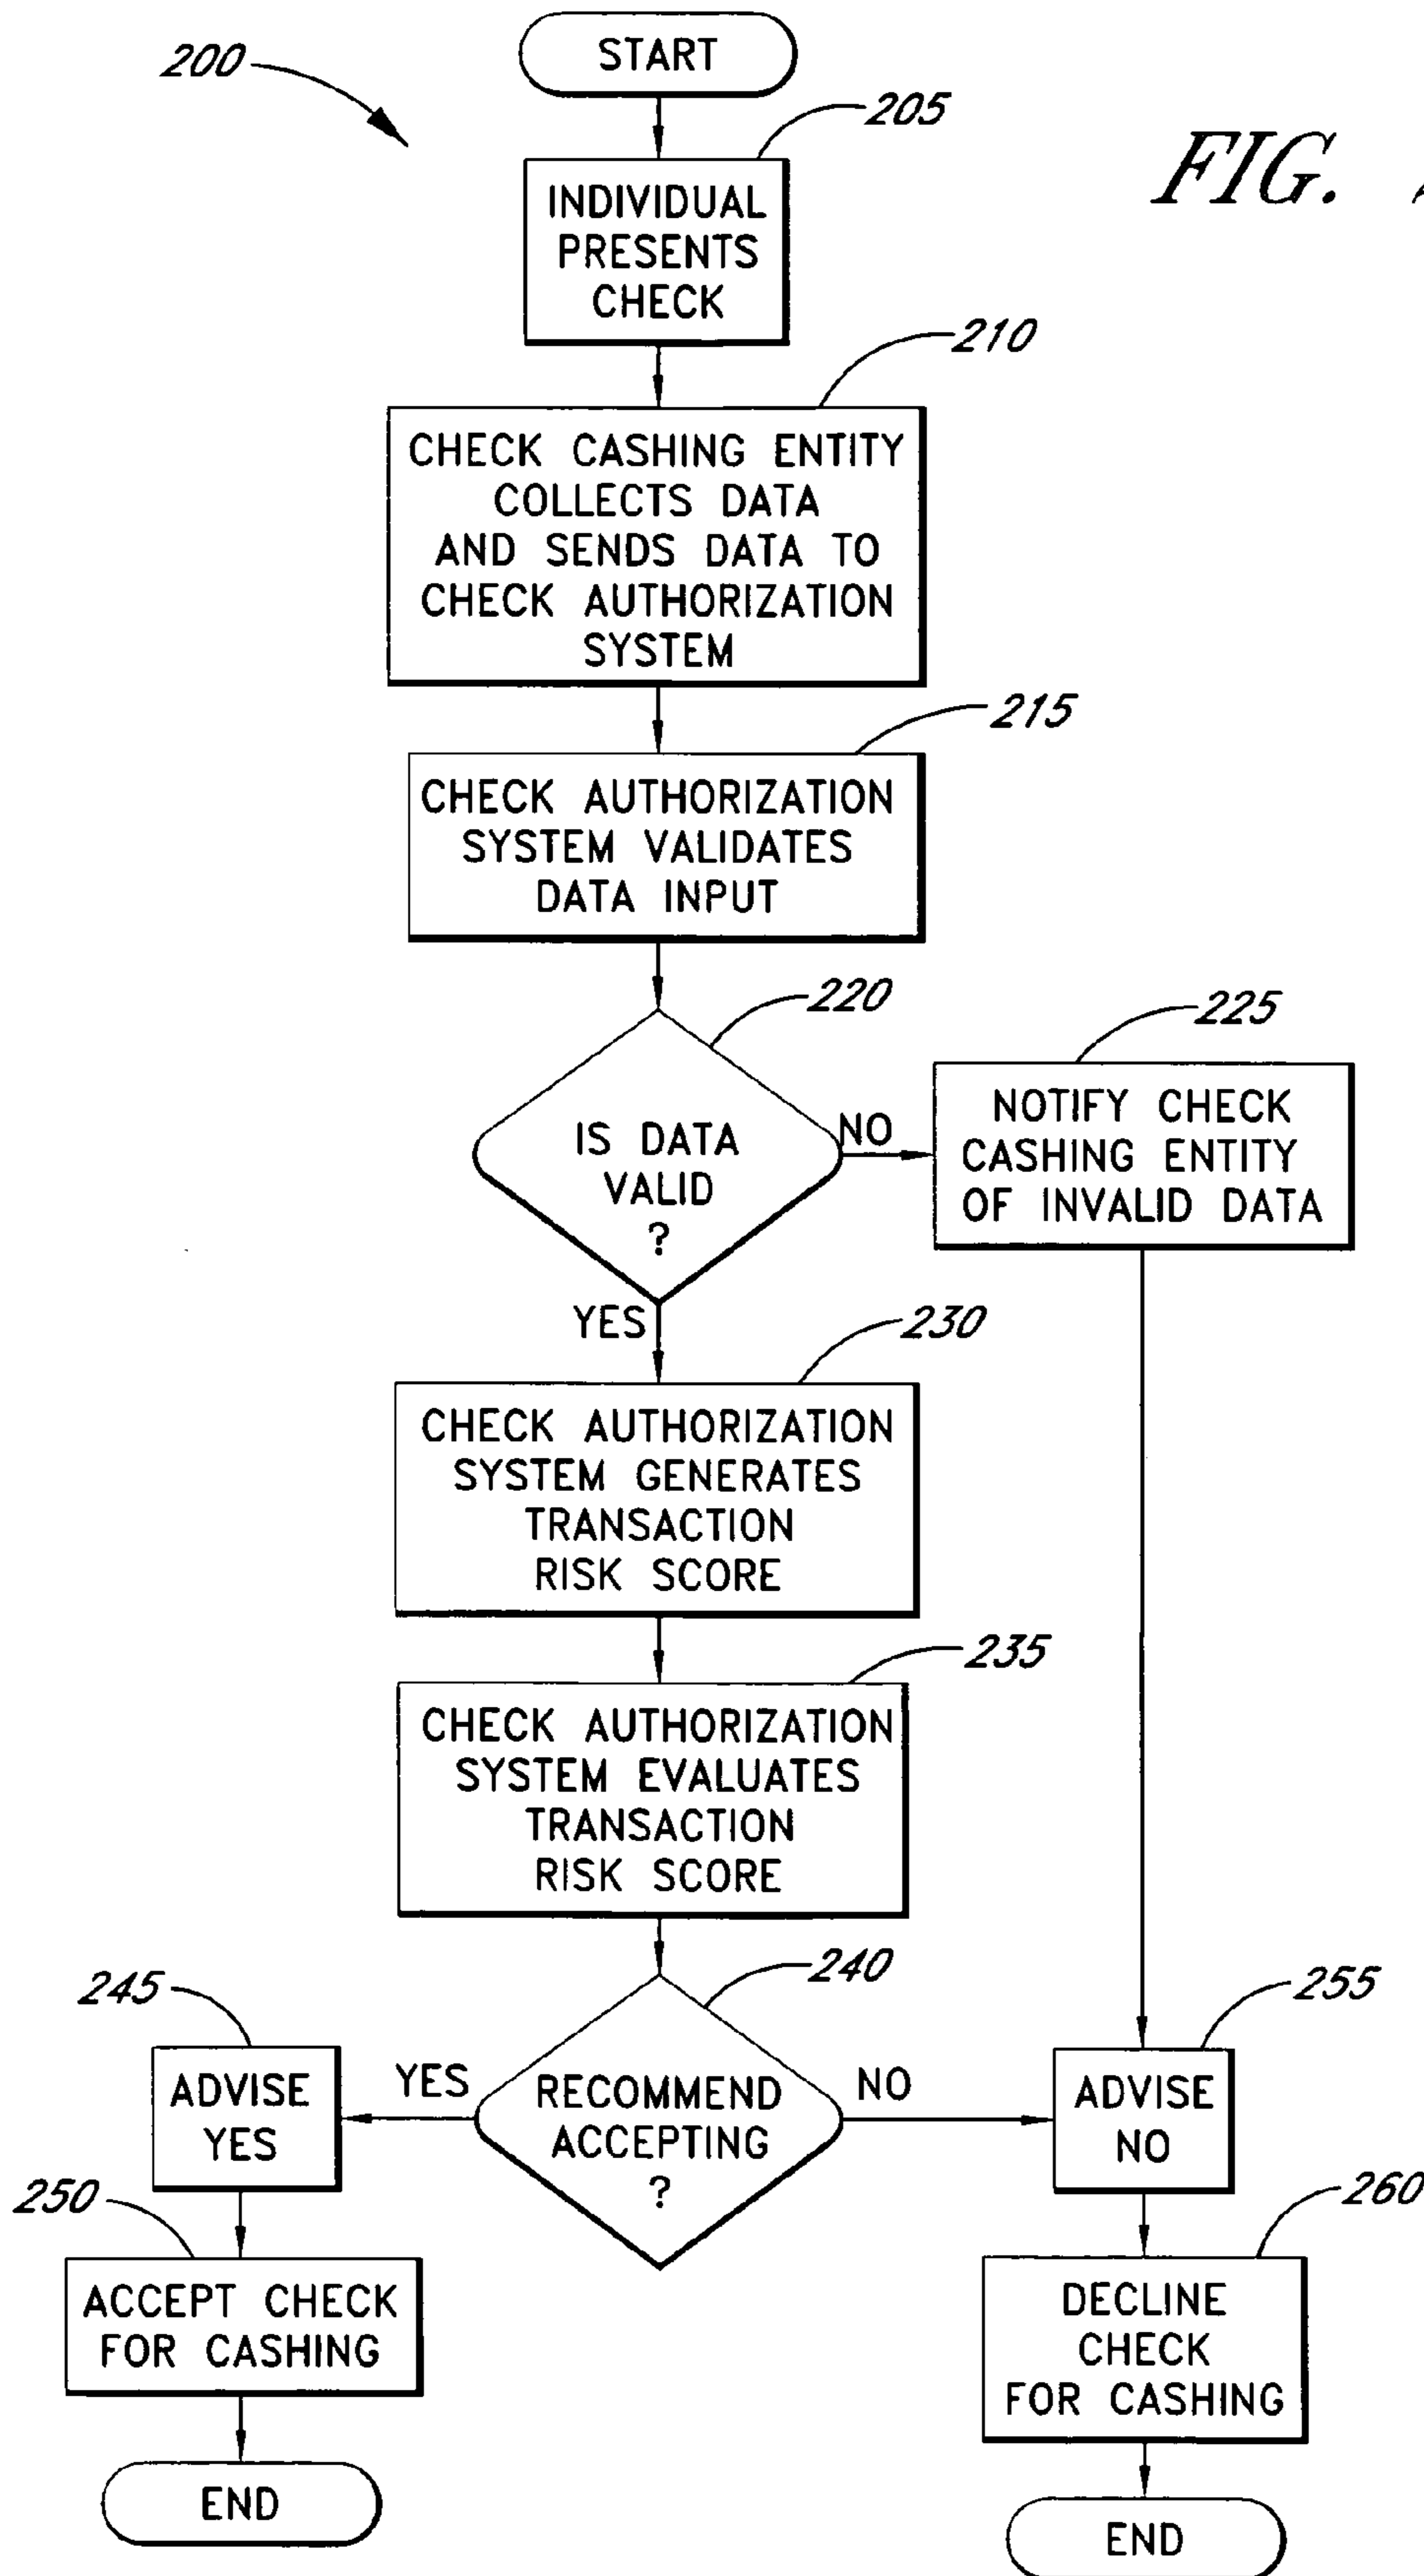 200
START
205
FIG.
INDIVIDUAL
PRESENTS
CHECK
210
CHECK CASHING ENTITY
COLLECTS DATA
AND SENDS DATA TO
CHECK AUTHORIZATION
SYSTEM
215
CHECK AUTHORIZATION
SYSTEM VALIDATES
DATA INPUT
220
225
IS DATA
VALID
?
NO
NOTIFY CHECK
CASHING ENTITY
OF INVALID DATA
YES
230
CHECK AUTHORIZATION
SYSTEM GENERATES
TRANSACTION
RISK SCORE
235
CHECK AUTHORIZATION
SYSTEM EVALUATES
TRANSACTION
RISK SCORE
240
245
255
ADVISE
YES
YES
RECOMMEND
ACCEPTING
?
NO
ADVISE
NO
250
260
ACCEPT CHECK
FOR CASHING
DECLINE
CHECK
FOR CASHING
END
END